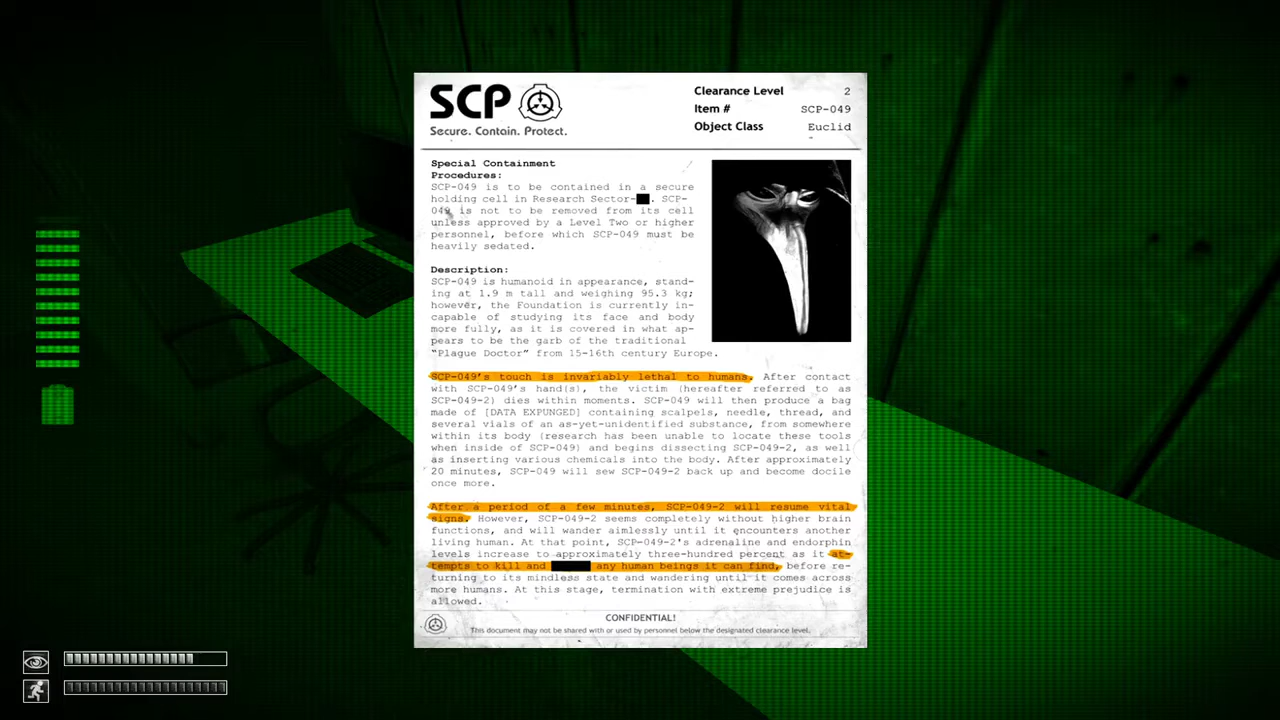 SCP
Secure. Contain. Protect.
Clearance Level 2
Item # SCP-049
Object Class Euclid
Special Containment
Procedures:
SCP-049 is to be contained in a secure
holding cell in Research Sector-. SCP-
049 is not to be removed from its cell
unless approved by a Level Two or higher
personnel, before which SCP-049 must be
heavily sedated.
Description:
SCP-049 is humanoid in appearance, stand-
ing at 1.9 m tall and weighing 95.3 kg;
however, the Foundation is currently in-
capable of studying its face and body
more fully, as it is covered in what ap-
pears to be the garb of the traditional
“Plague Doctor” from 15-16th century Europe.
SCP-049's touch is invariably lethal to humans. After contact
with SCP-049's hand(s), the victim (hereafter referred to as
SCP-049-2) dies within moments. SCP-049 will then produce a bag
made of [DATA EXPUNGED] containing scalpels, needle, thread, and
several vials of an as-yet-unidentified substance, from somewhere
within its body (research has been unable to locate these tools
when inside of SCP-049) and begins dissecting SCP-049-2, as well
as inserting various chemicals into the body. After approximately
20 minutes, SCP-049 will sew SCP-049-2 back up and become docile
once more.
After a period of a few minutes, SCP-049-2 will resume vital
signs. However, SCP-049-2 seems completely without higher brain
functions, and will wander aimlessly until it encounters another
living human. At that point, SCP-049-2's adrenaline and endorphin
levels increase to approximately three-hundred percent as it at-
tempts to kill and any human beings it can find, before re-
turning to its mindless state and wandering until it comes across
more humans. At this stage, termination with extreme prejudice is
allowed.
CONFIDENTIAL!
This document may not be shared with or used by personnel below the designated clearance level.